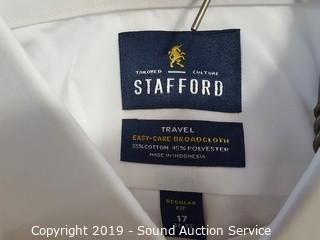 TAILORED CULTURE
STAFFORD
TRAVEL
EASY-CARE BROADCLOTH
55% COTTON 45% POLYESTER
MADE IN INDONESIA
REGULAR
FIT
17
Copyright 2019 - Sound Auction Service